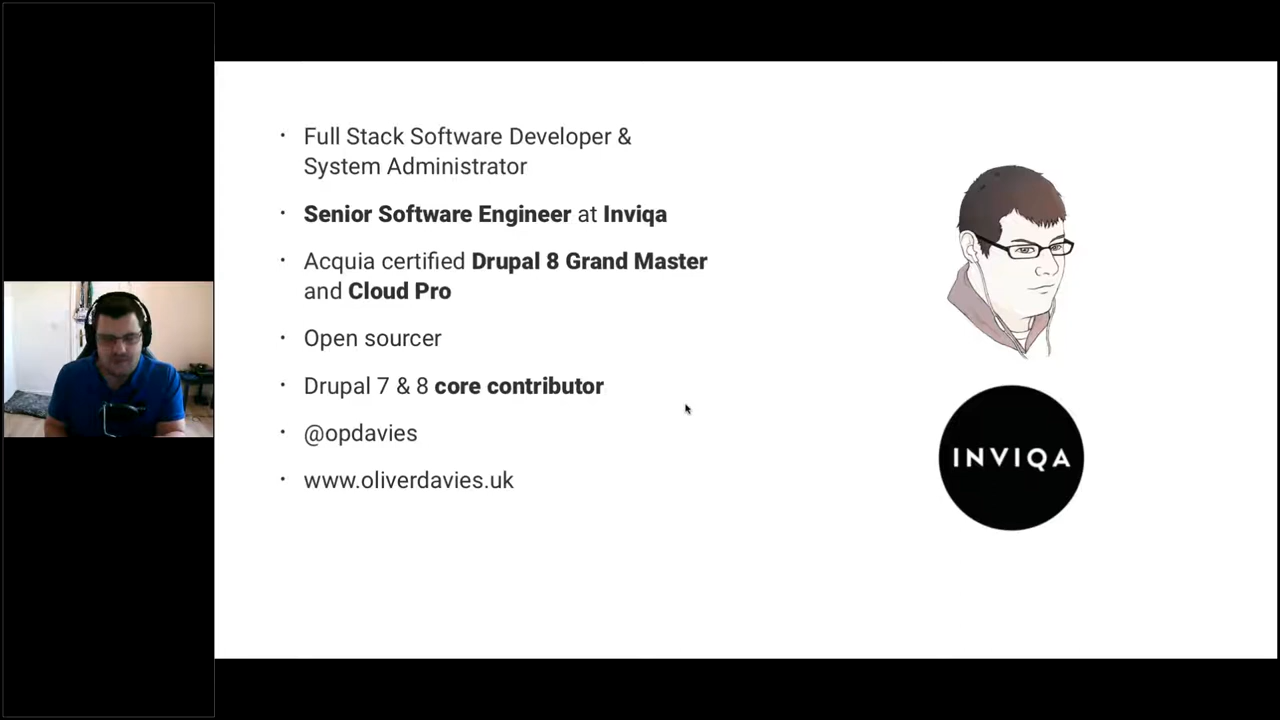 Full Stack Software Developer &
System Administrator
Senior Software Engineer at Inviqa
Acquia certified Drupal 8 Grand Master
and Cloud Pro
Open sourcer
Drupal 7 & 8 core contributor
@opdavies
www.oliverdavies.uk
INVIQA